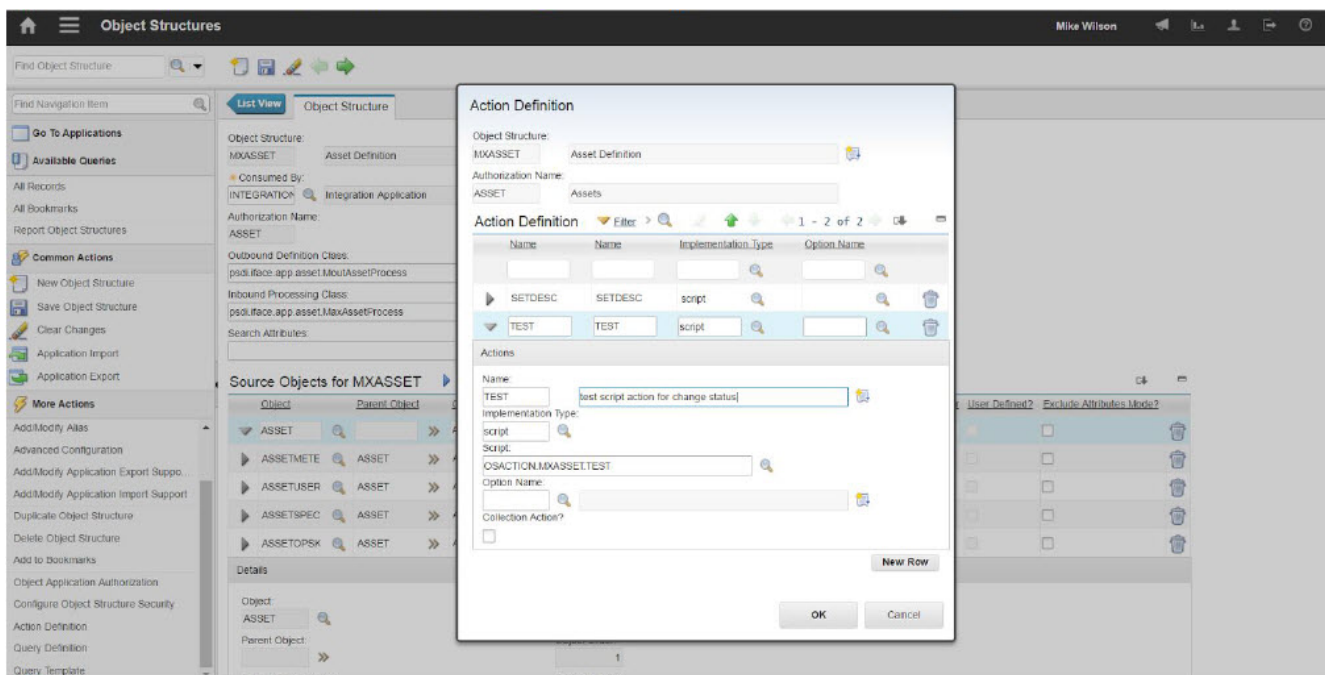 Object Structures
Mike Wilson
Find Object Structure
Find Navigation Item
Go To Applications
Available Queries
All Records
All Bookmarks
Report Object Structures
Common Actions
New Object Structure
Save Object Structure
Clear Changes
Application Import
Application Export
More Actions
Add/Modify Alias
Advanced Configuration
Add/Modify Application Export Suppo...
Add/Modify Application Import Support
Duplicate Object Structure
Delete Object Structure
Add to Bookmarks
Object Application Authorization
Configure Object Structure Security
Action Definition
Query Definition
Query Template
List View Object Structure
Object Structure:
MXASSET Asset Definition
Consumed By:
INTEGRATION Integration Application
Authorization Name:
ASSET
Outbound Definition Class:
psdi.iface.app.asset.MoutAssetProcess
Inbound Processing Class:
psdi.iface.app.asset.MaxAssetProcess
Search Attributes:
Source Objects for MXASSET
Object Parent Object User Defined? Exclude Attributes Mode?
ASSET
ASSETMETE ASSET
ASSETUSER ASSET
ASSETSPEC ASSET
ASSETOPSK ASSET
Details
Object:
ASSET
Parent Object:
1
Action Definition
Object Structure:
MXASSET Asset Definition
Authorization Name:
ASSET Assets
Action Definition Filter 1 - 2 of 2
Name Name Implementation Type Option Name
SETDESC SETDESC script
TEST TEST script
Actions
Name:
TEST test script action for change status
Implementation Type:
script
Script:
OSACTION.MXASSET.TEST
Option Name:
Collection Action?
New Row
OK Cancel